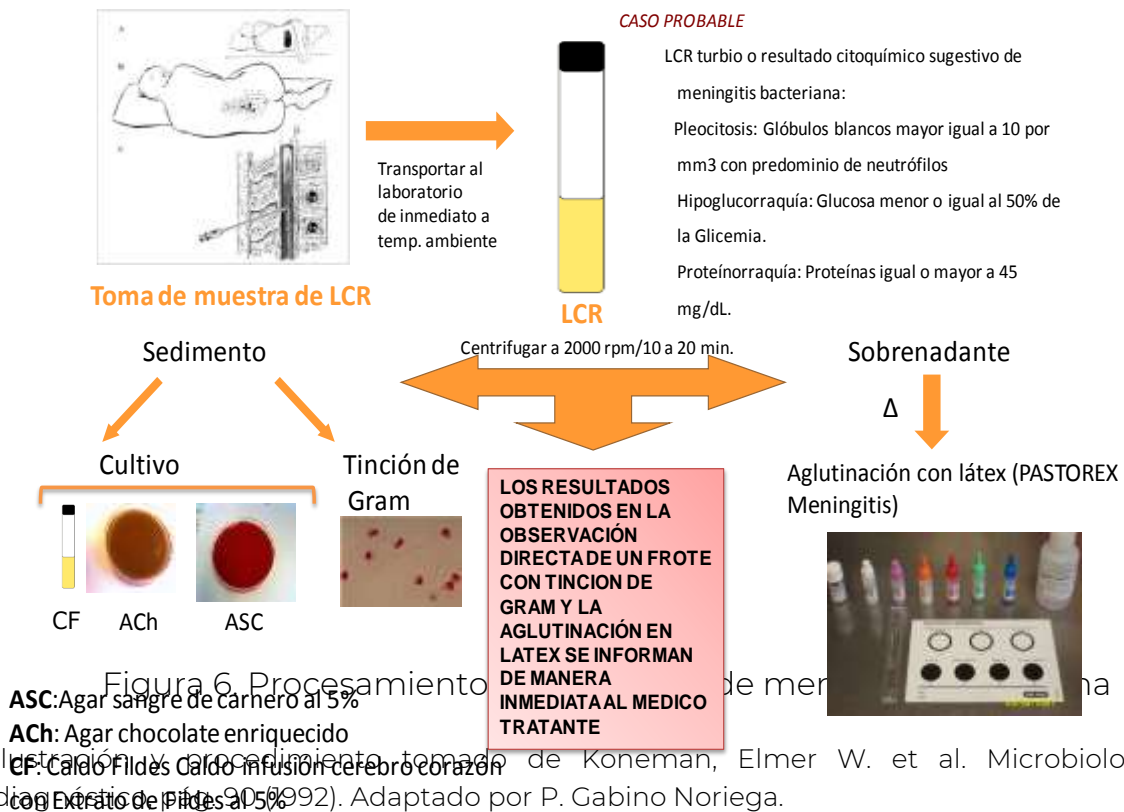 CASO PROBABLE
LCR turbio o resultado citoquímico sugestivo de
meningitis bacteriana:
Pleocitosis: Glóbulos blancos mayor igual a 10 por
mm3 con predominio de neutrófilos
Hipoglucorraquía: Glucosa menor o igual al 50% de
la Glicemia.
Proteínorraquía: Proteínas igual o mayor a 45
mg/dL.
Transportar al
laboratorio
de inmediato a
temp. ambiente
Toma de muestra de LCR
LCR
Centrifugar a 2000 rpm/10 a 20 min.
Sedimento
Sobrenadante
Δ
Cultivo
Tinción de
Gram
Aglutinación con látex (PASTOREX
Meningitis)
CF
ACh
ASC
LOS RESULTADOS
OBTENIDOS EN LA
OBSERVACIÓN
DIRECTA DE UN FROTE
CON TINCION DE
GRAM Y LA
AGLUTINACIÓN EN
LATEX SE INFORMAN
DE MANERA
INMEDIATA AL MEDICO
TRATANTE
Figura 6. Procesamiento de
ASC:Agar sangre de carnero al 5%
ACh: Agar chocolate enriquecido
CF: Caldo Fildes Caldo infusión cerebro corazón
con Extrato de Fildes al 5%
procedimiento tomado de Koneman, Elmer W. et al.
90 (1992). Adaptado por P. Gabino Noriega.